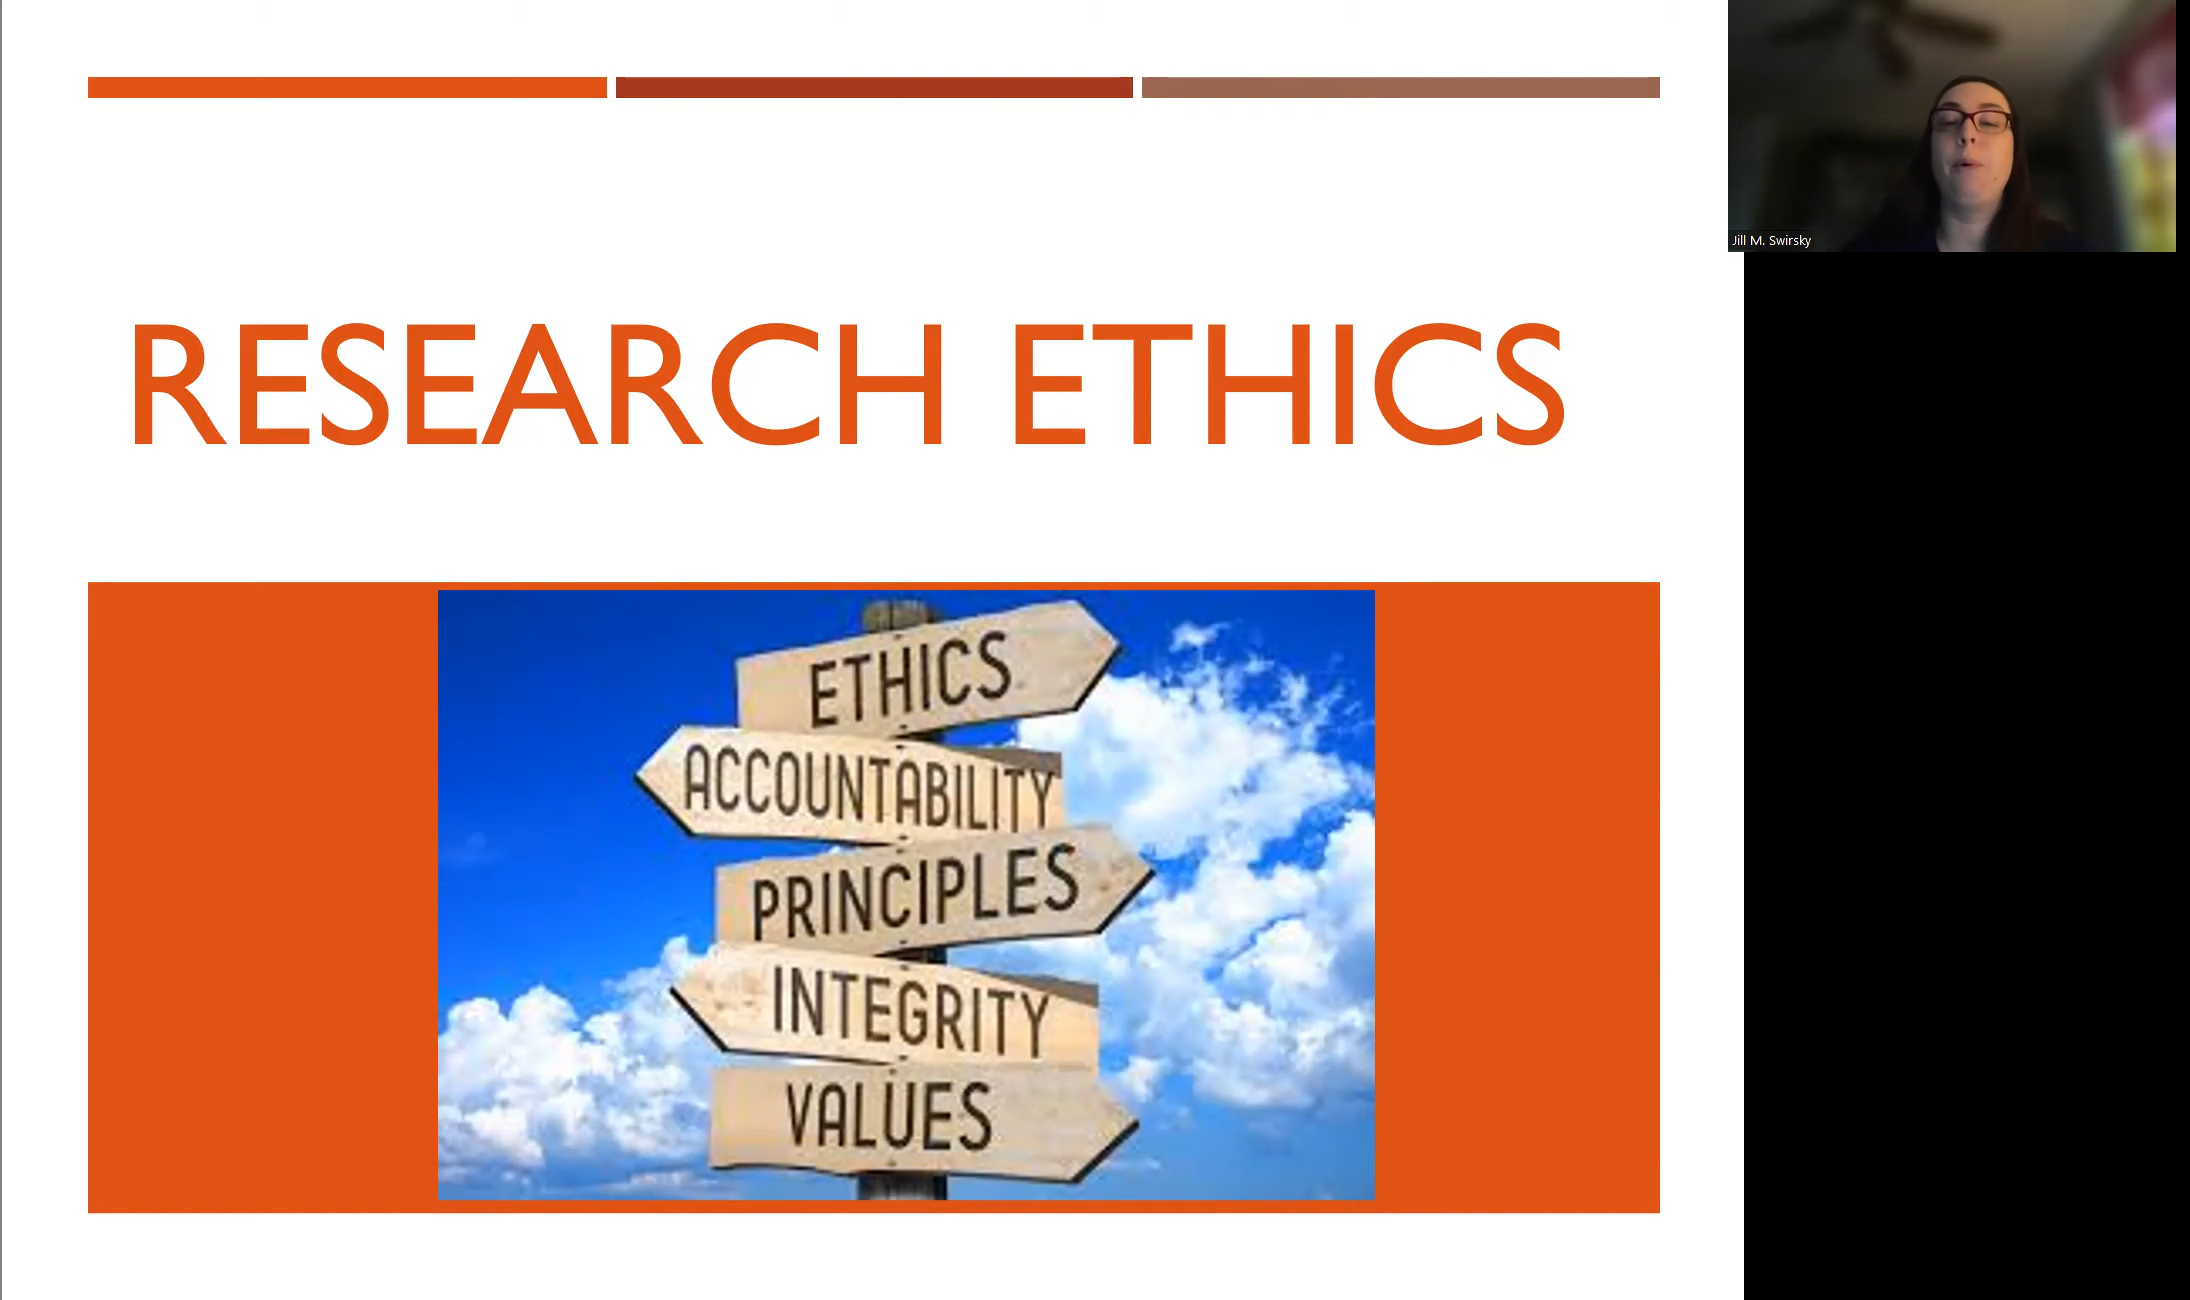 RESEARCH ETHICS
ETHICS
ACCOUNTABILITY
PRINCIPLES
INTEGRITY
VALUES
Jill M. Swirsky